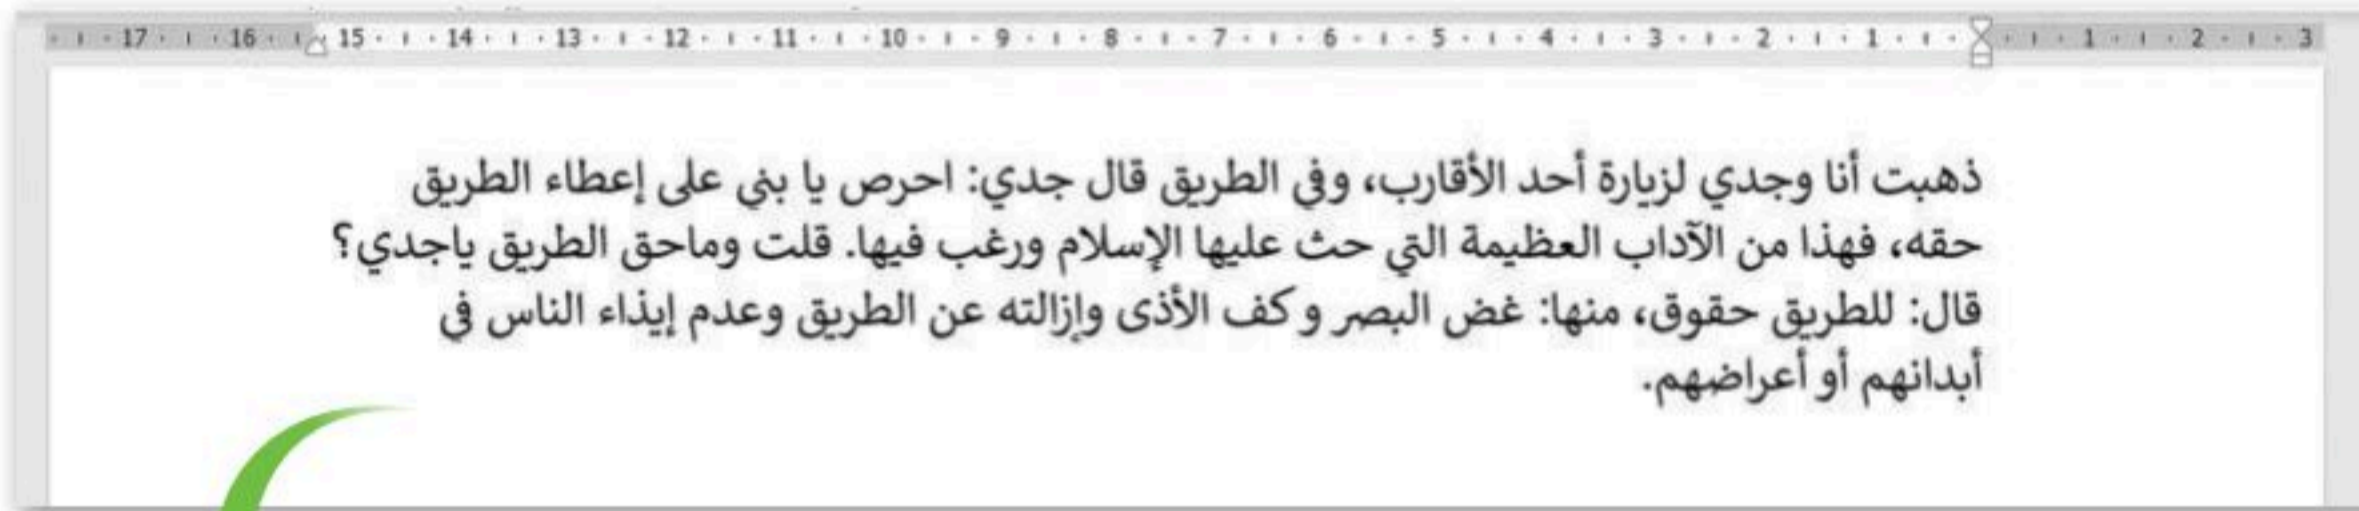 17 16 15 14 13 12 11 10 9 8 7 6 5 4 3 2 1 1 2 3
ذهبت أنا وجدي لزيارة أحد الأقارب، وفي الطريق قال جدي: احرص يا بني على إعطاء الطريق
حقه، فهذا من الآداب العظيمة التي حث عليها الإسلام ورغب فيها. قلت وماحق الطريق ياجدي؟
قال: للطريق حقوق، منها: غض البصر و كف الأذى وإزالته عن الطريق وعدم إيذاء الناس في
أبدانهم أو أعراضهم.